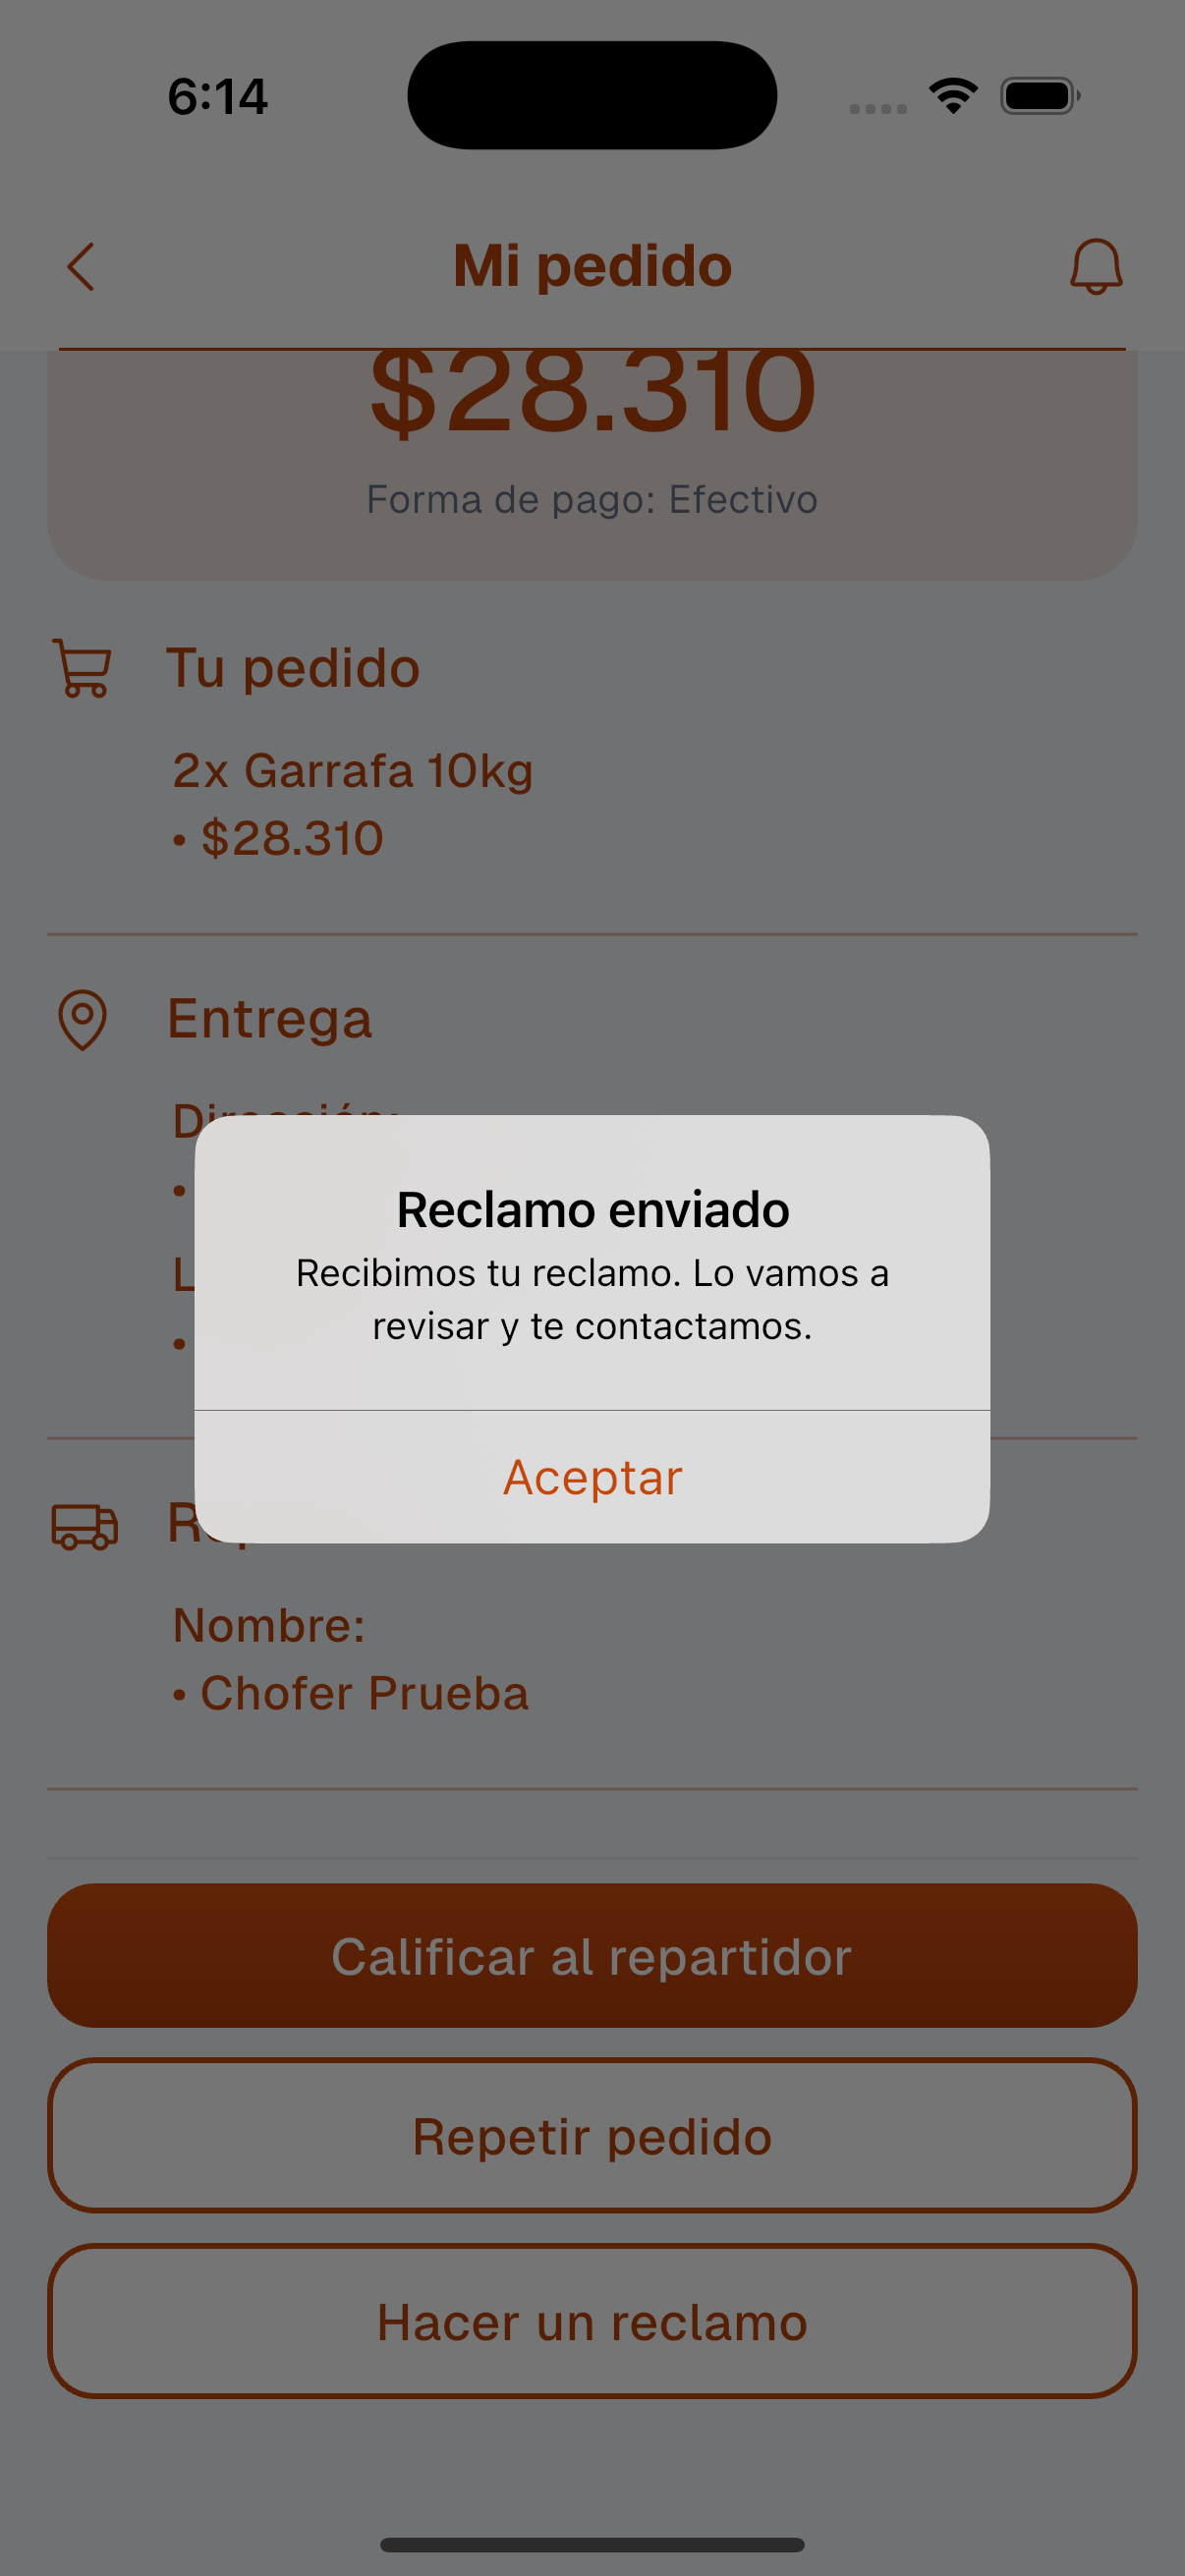 6:14
Mi pedido
$28.310
Forma de pago: Efectivo
Tu pedido
2x Garrafa 10kg
• $28.310
Entrega
Dirección:
•
L
•
Reclamo enviado
Recibimos tu reclamo. Lo vamos a
revisar y te contactamos.
Aceptar
Nombre:
• Chofer Prueba
Calificar al repartidor
Repetir pedido
Hacer un reclamo